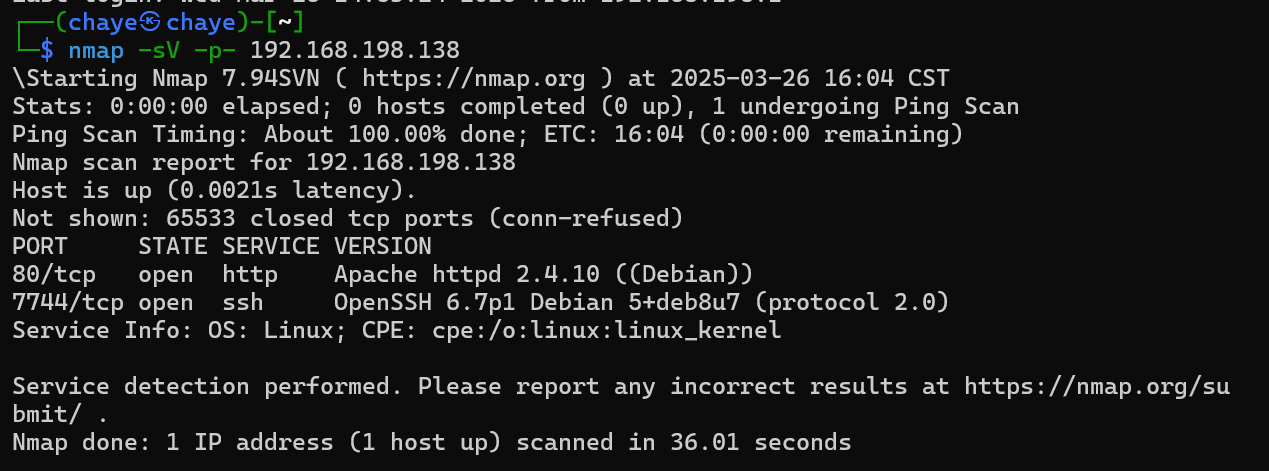 ┌──(chaye㉿chaye)-[~]
└─$ nmap -sV -p- 192.168.198.138
\Starting Nmap 7.94SVN ( https://nmap.org ) at 2025-03-26 16:04 CST
Stats: 0:00:00 elapsed; 0 hosts completed (0 up), 1 undergoing Ping Scan
Ping Scan Timing: About 100.00% done; ETC: 16:04 (0:00:00 remaining)
Nmap scan report for 192.168.198.138
Host is up (0.0021s latency).
Not shown: 65533 closed tcp ports (conn-refused)
PORT     STATE SERVICE VERSION
80/tcp   open  http    Apache httpd 2.4.10 ((Debian))
7744/tcp open  ssh     OpenSSH 6.7p1 Debian 5+deb8u7 (protocol 2.0)
Service Info: OS: Linux; CPE: cpe:/o:linux:linux_kernel
Service detection performed. Please report any incorrect results at https://nmap.org/su
bmit/ .
Nmap done: 1 IP address (1 host up) scanned in 36.01 seconds